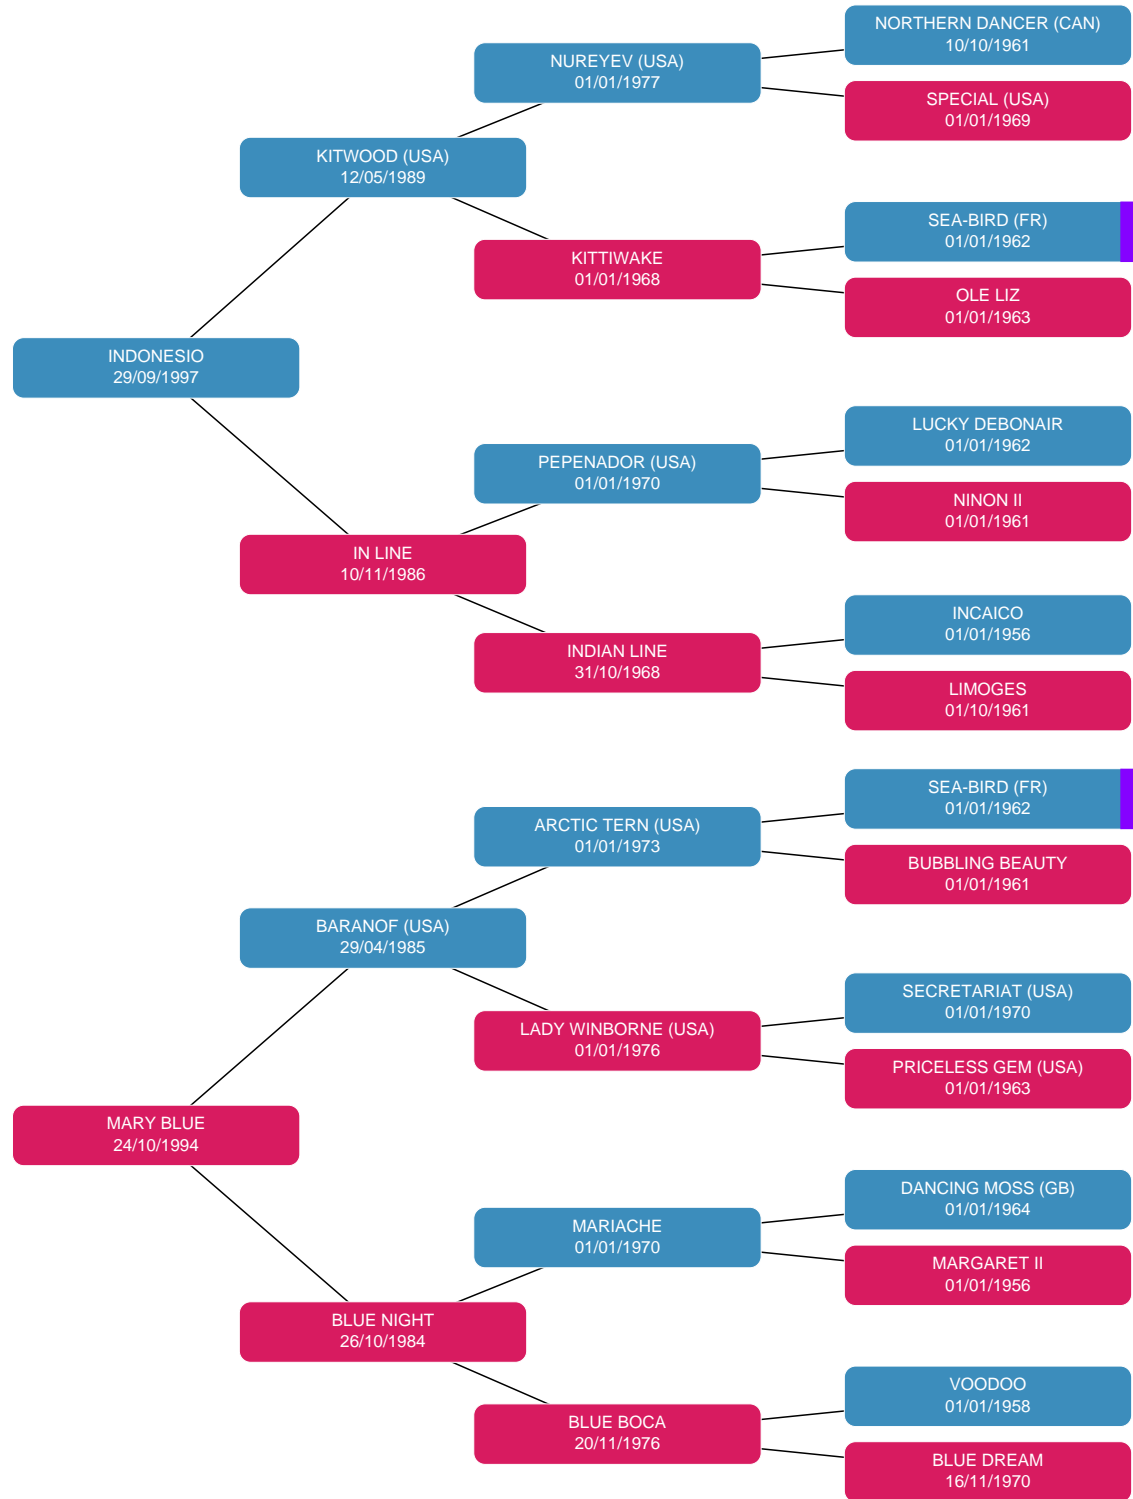 NORTHERN DANCER (CAN)
10/10/1961
NUREYEV (USA)
01/01/1977
SPECIAL (USA)
01/01/1969
KITWOOD (USA)
12/05/1989
SEA-BIRD (FR)
01/01/1962
KITTIWAKE
01/01/1968
OLE LIZ
01/01/1963
INDONESIO
29/09/1997
LUCKY DEBONAIR
01/01/1962
PEPENADOR (USA)
01/01/1970
NINON II
01/01/1961
IN LINE
10/11/1986
INCAICO
01/01/1956
INDIAN LINE
31/10/1968
LIMOGES
01/10/1961
SEA-BIRD (FR)
01/01/1962
ARCTIC TERN (USA)
01/01/1973
BUBBLING BEAUTY
01/01/1961
BARANOF (USA)
29/04/1985
SECRETARIAT (USA)
01/01/1970
LADY WINBORNE (USA)
01/01/1976
PRICELESS GEM (USA)
01/01/1963
MARY BLUE
24/10/1994
DANCING MOSS (GB)
01/01/1964
MARIACHE
01/01/1970
MARGARET II
01/01/1956
BLUE NIGHT
26/10/1984
VOODOO
01/01/1958
BLUE BOCA
20/11/1976
BLUE DREAM
16/11/1970